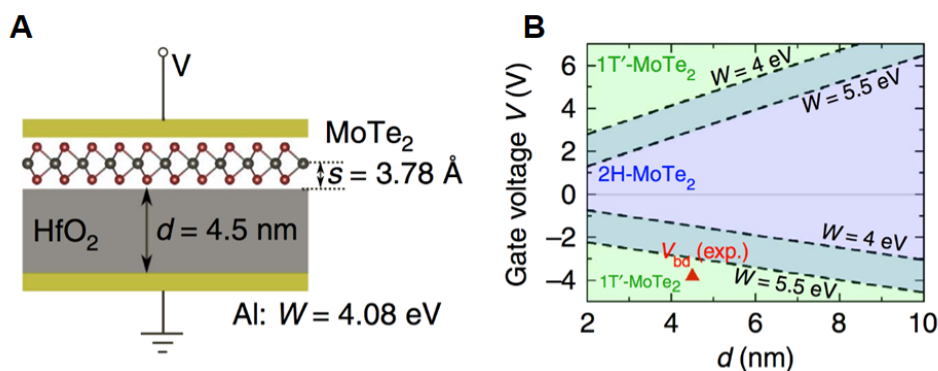 A
V
MoTe2
s = 3.78 Å
HfO2
d = 4.5 nm
Al: W = 4.08 eV
B
Gate voltage V (V)
6
4
2
0
−2
−4
1T′-MoTe2
W = 4 eV
W = 5.5 eV
2H-MoTe2
W = 4 eV
Vbd (exp.)
W = 5.5 eV
1T′-MoTe2
2 4 6 8 10
d (nm)